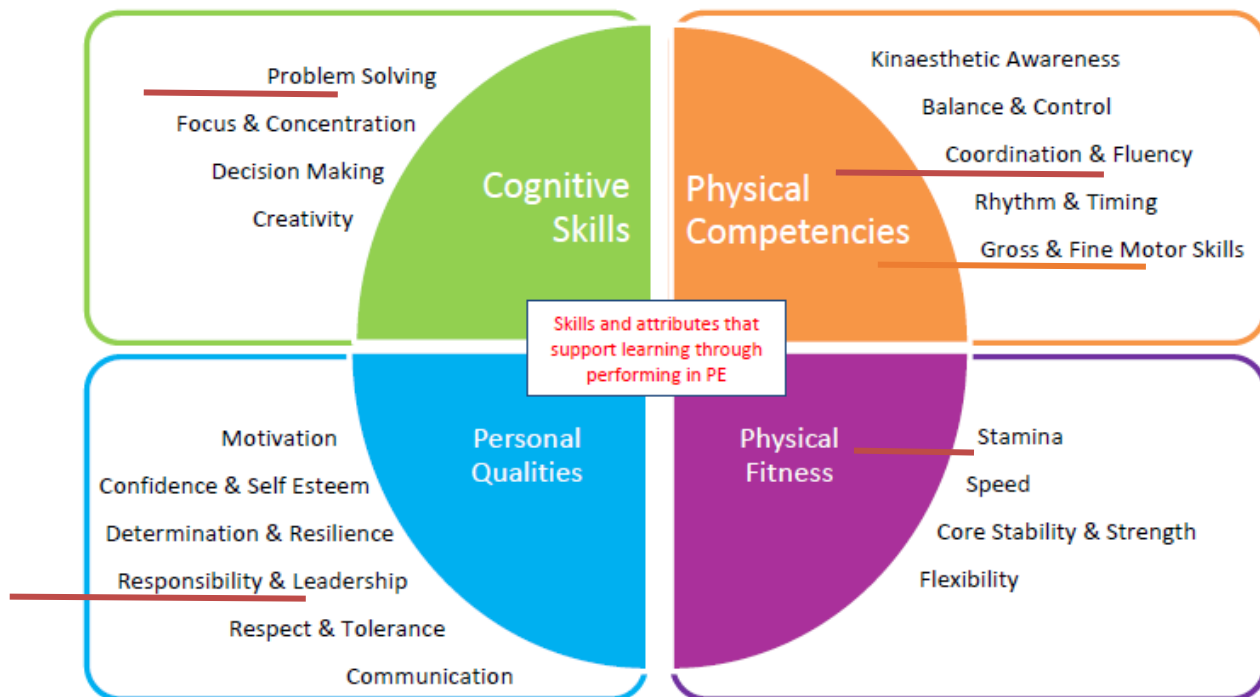 Problem Solving
Focus & Concentration
Decision Making
Creativity
Cognitive
Skills
Kinaesthetic Awareness
Balance & Control
Coordination & Fluency
Rhythm & Timing
Gross & Fine Motor Skills
Physical
Competencies
Skills and attributes that
support learning through
performing in PE
Motivation
Confidence & Self Esteem
Determination & Resilience
Responsibility & Leadership
Respect & Tolerance
Communication
Personal
Qualities
Physical
Fitness
Stamina
Speed
Core Stability & Strength
Flexibility